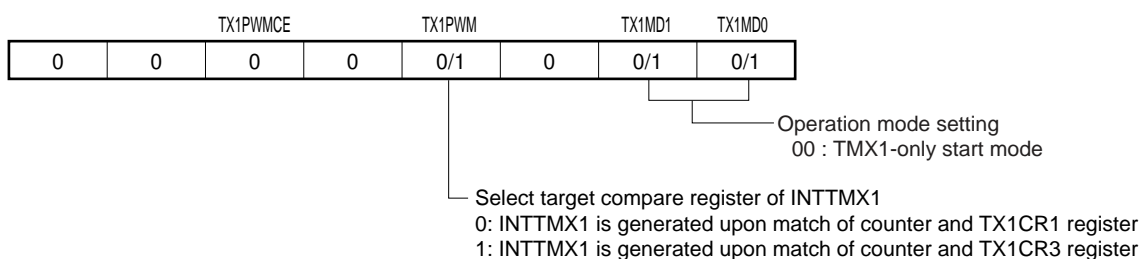 TX1PWMCE TX1PWM TX1MD1 TX1MD0
0 0 0 0 0/1 0 0/1 0/1
Operation mode setting
00 : TMX1-only start mode
Select target compare register of INTTMX1
0: INTTMX1 is generated upon match of counter and TX1CR1 register
1: INTTMX1 is generated upon match of counter and TX1CR3 register